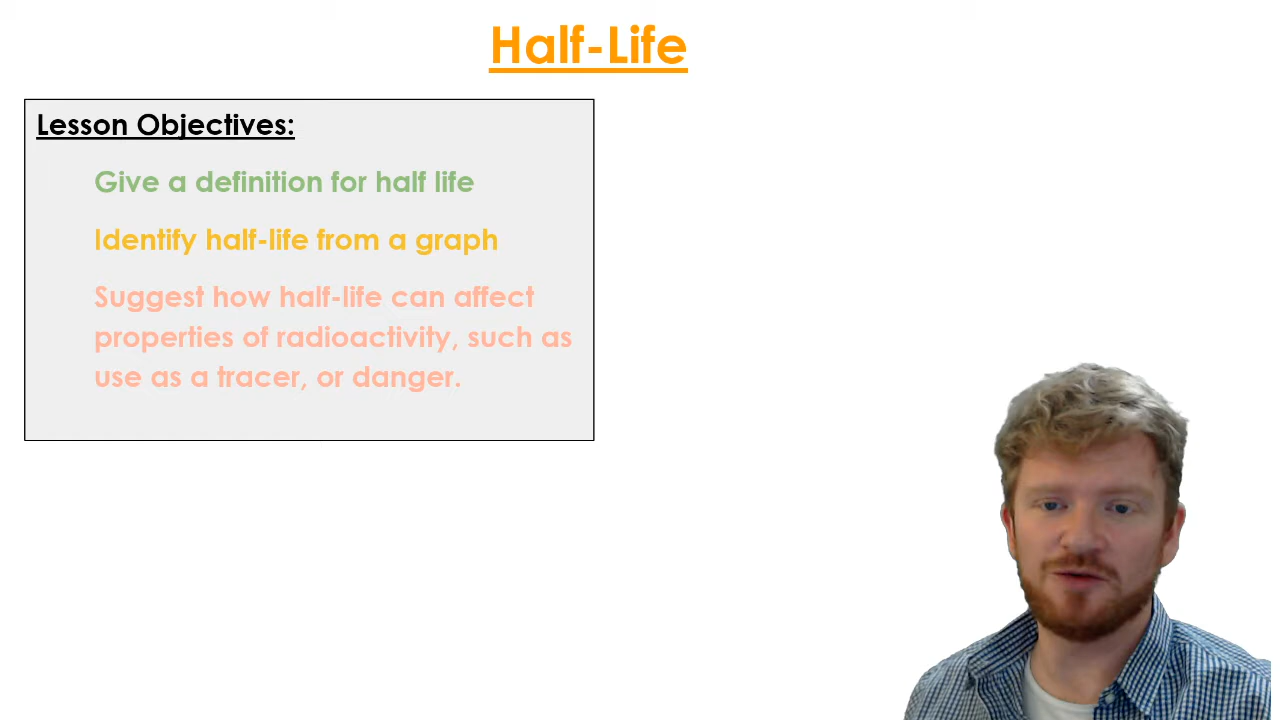 Half-Life
Lesson Objectives:
Give a definition for half life
Identify half-life from a graph
Suggest how half-life can affect
properties of radioactivity, such as
use as a tracer, or danger.